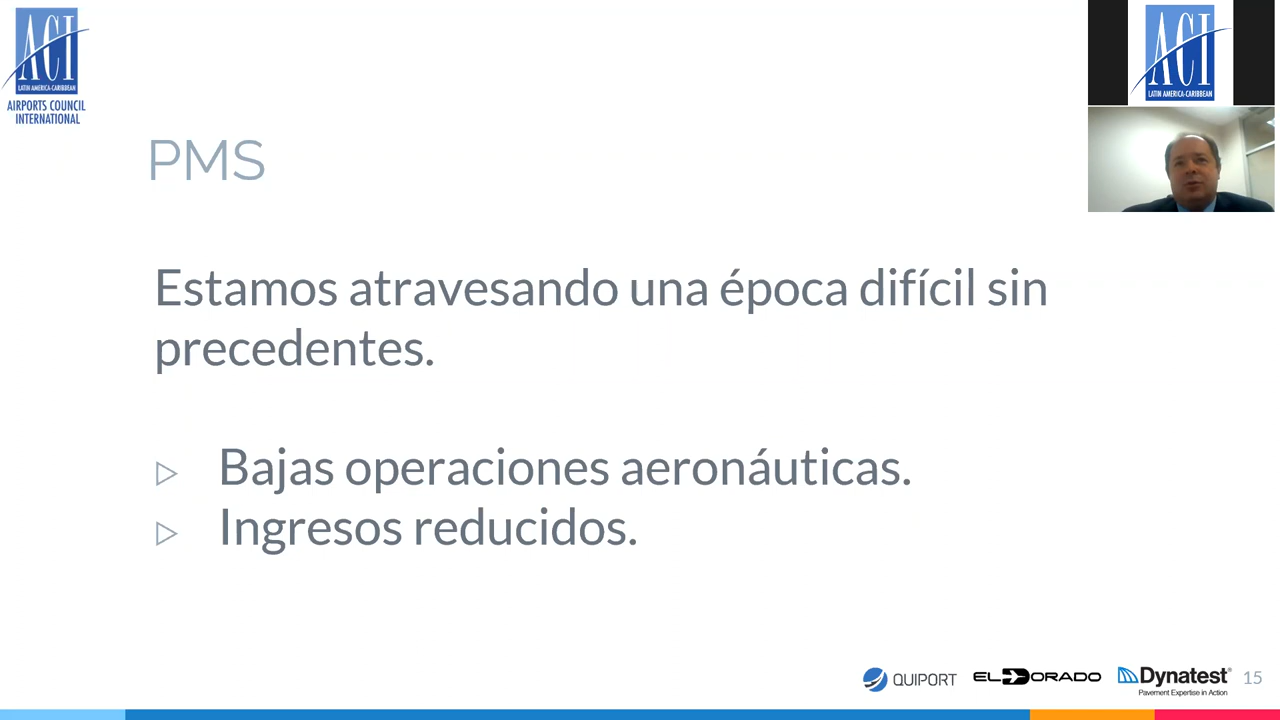 ACI
LATIN AMERICA-CARIBBEAN
AIRPORTS COUNCIL
INTERNATIONAL
ACI
LATIN AMERICA-CARIBBEAN
PMS
Estamos atravesando una época difícil sin
precedentes.
▷ Bajas operaciones aeronáuticas.
▷ Ingresos reducidos.
QUIPORT
EL DORADO
Dynatest®
Pavement Expertise in Action
15